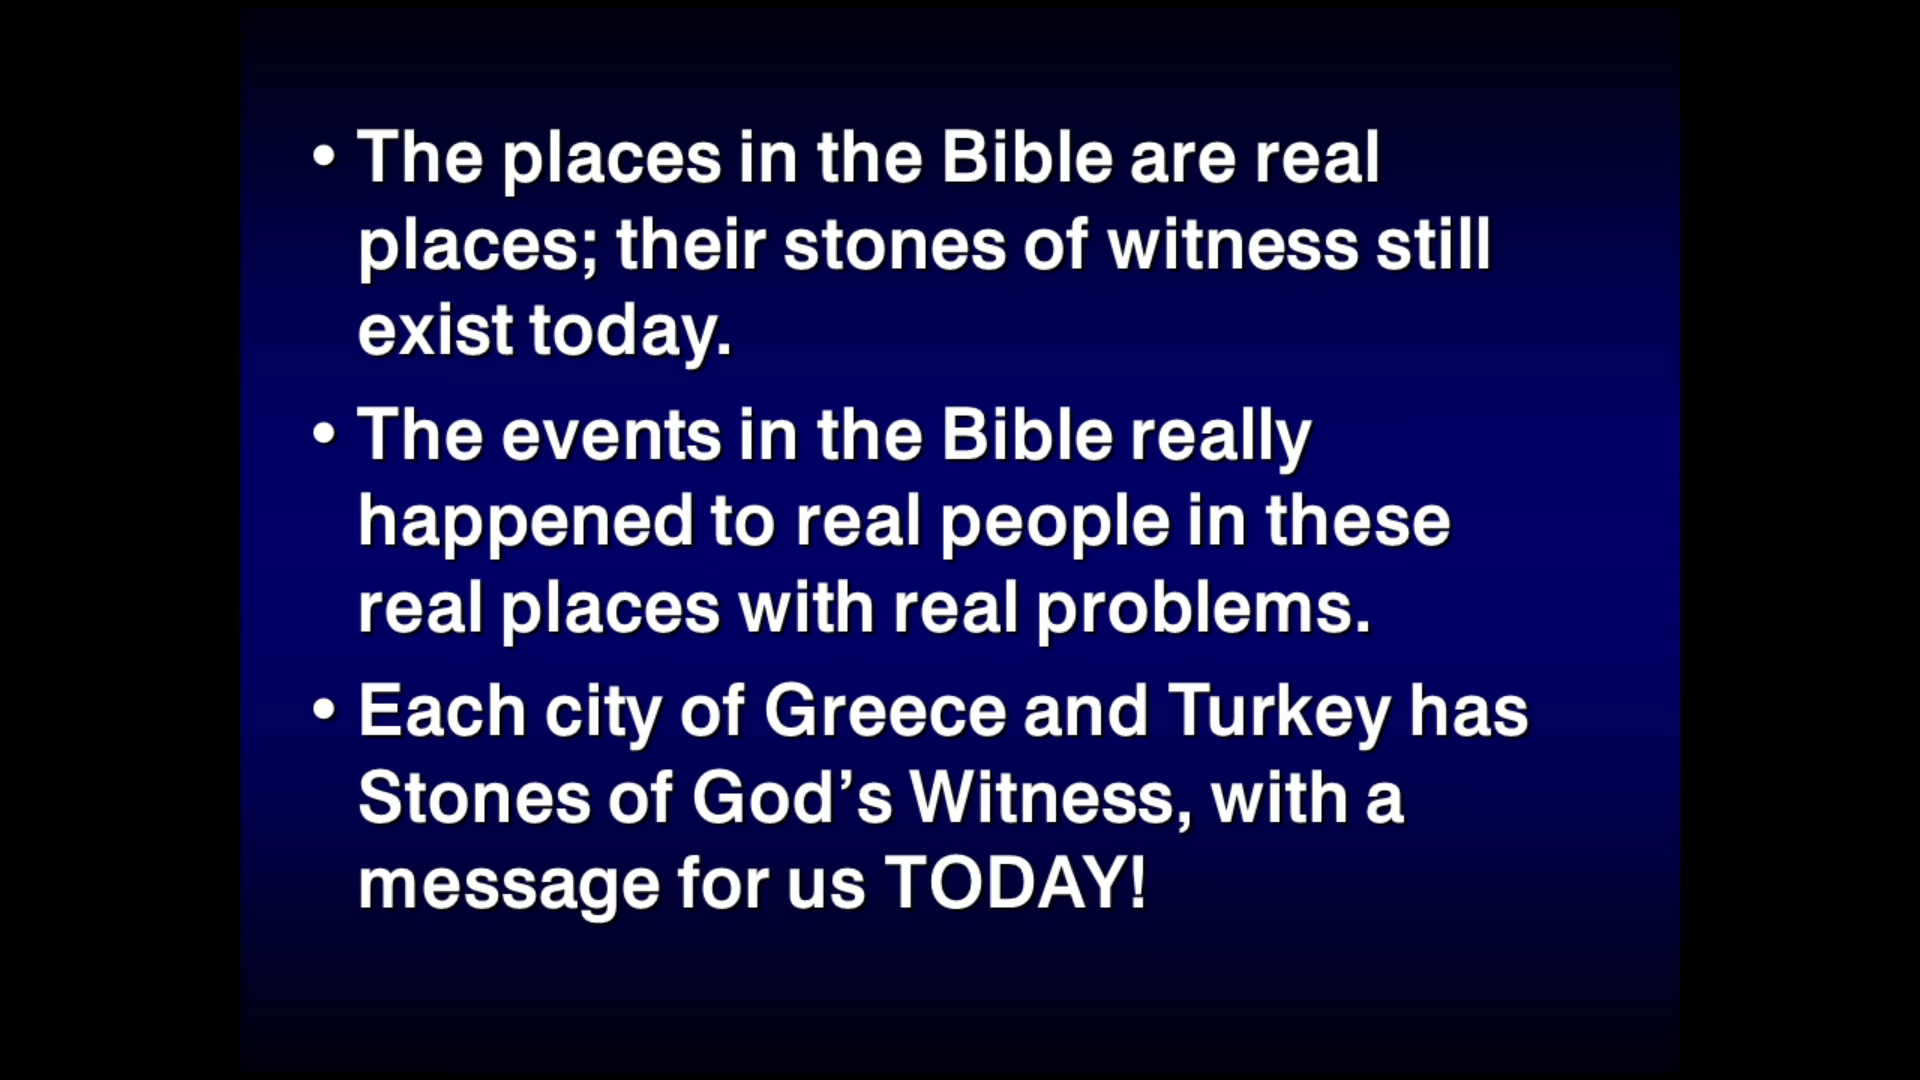 • The places in the Bible are real
places; their stones of witness still
exist today.
• The events in the Bible really
happened to real people in these
real places with real problems.
• Each city of Greece and Turkey has
Stones of God’s Witness, with a
message for us TODAY!